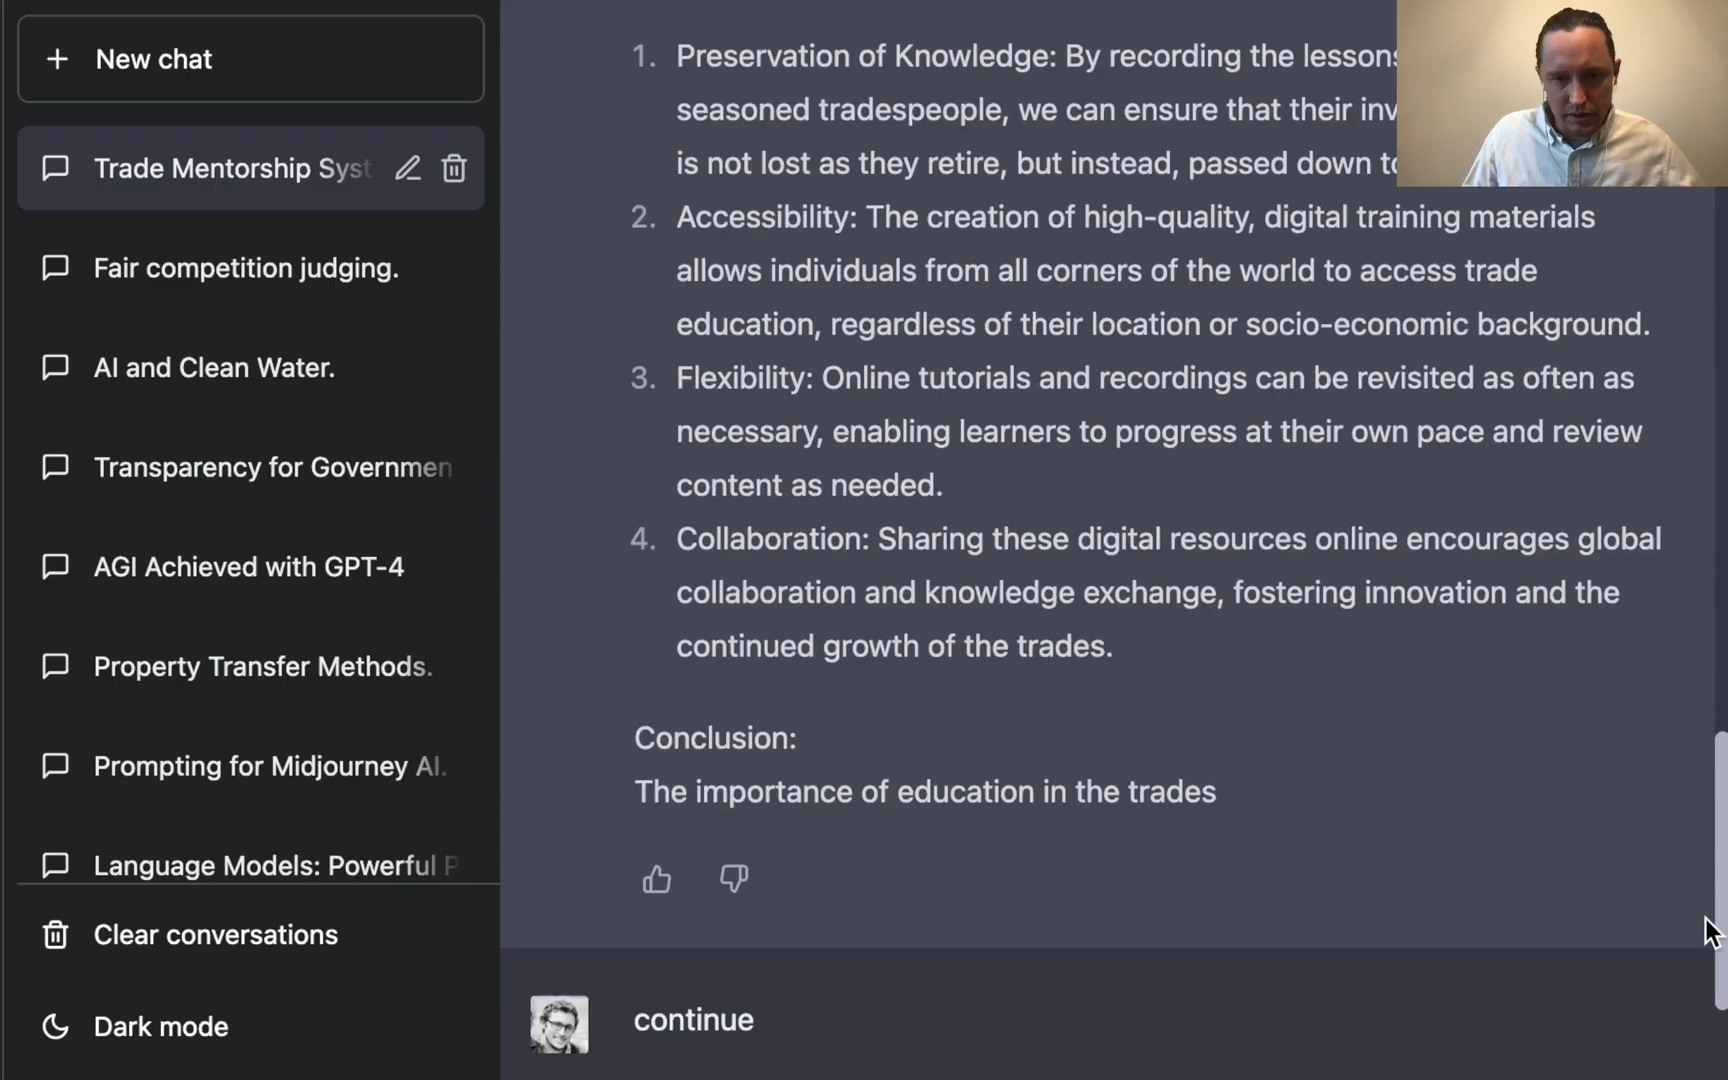 New chat
Trade Mentorship Syst
Fair competition judging.
AI and Clean Water.
Transparency for Governmen
AGI Achieved with GPT-4
Property Transfer Methods.
Prompting for Midjourney AI.
Language Models: Powerful P
Clear conversations
Dark mode
1. Preservation of Knowledge: By recording the lessons
seasoned tradespeople, we can ensure that their inv
is not lost as they retire, but instead, passed down to
2. Accessibility: The creation of high-quality, digital training materials
allows individuals from all corners of the world to access trade
education, regardless of their location or socio-economic background.
3. Flexibility: Online tutorials and recordings can be revisited as often as
necessary, enabling learners to progress at their own pace and review
content as needed.
4. Collaboration: Sharing these digital resources online encourages global
collaboration and knowledge exchange, fostering innovation and the
continued growth of the trades.
Conclusion:
The importance of education in the trades
continue